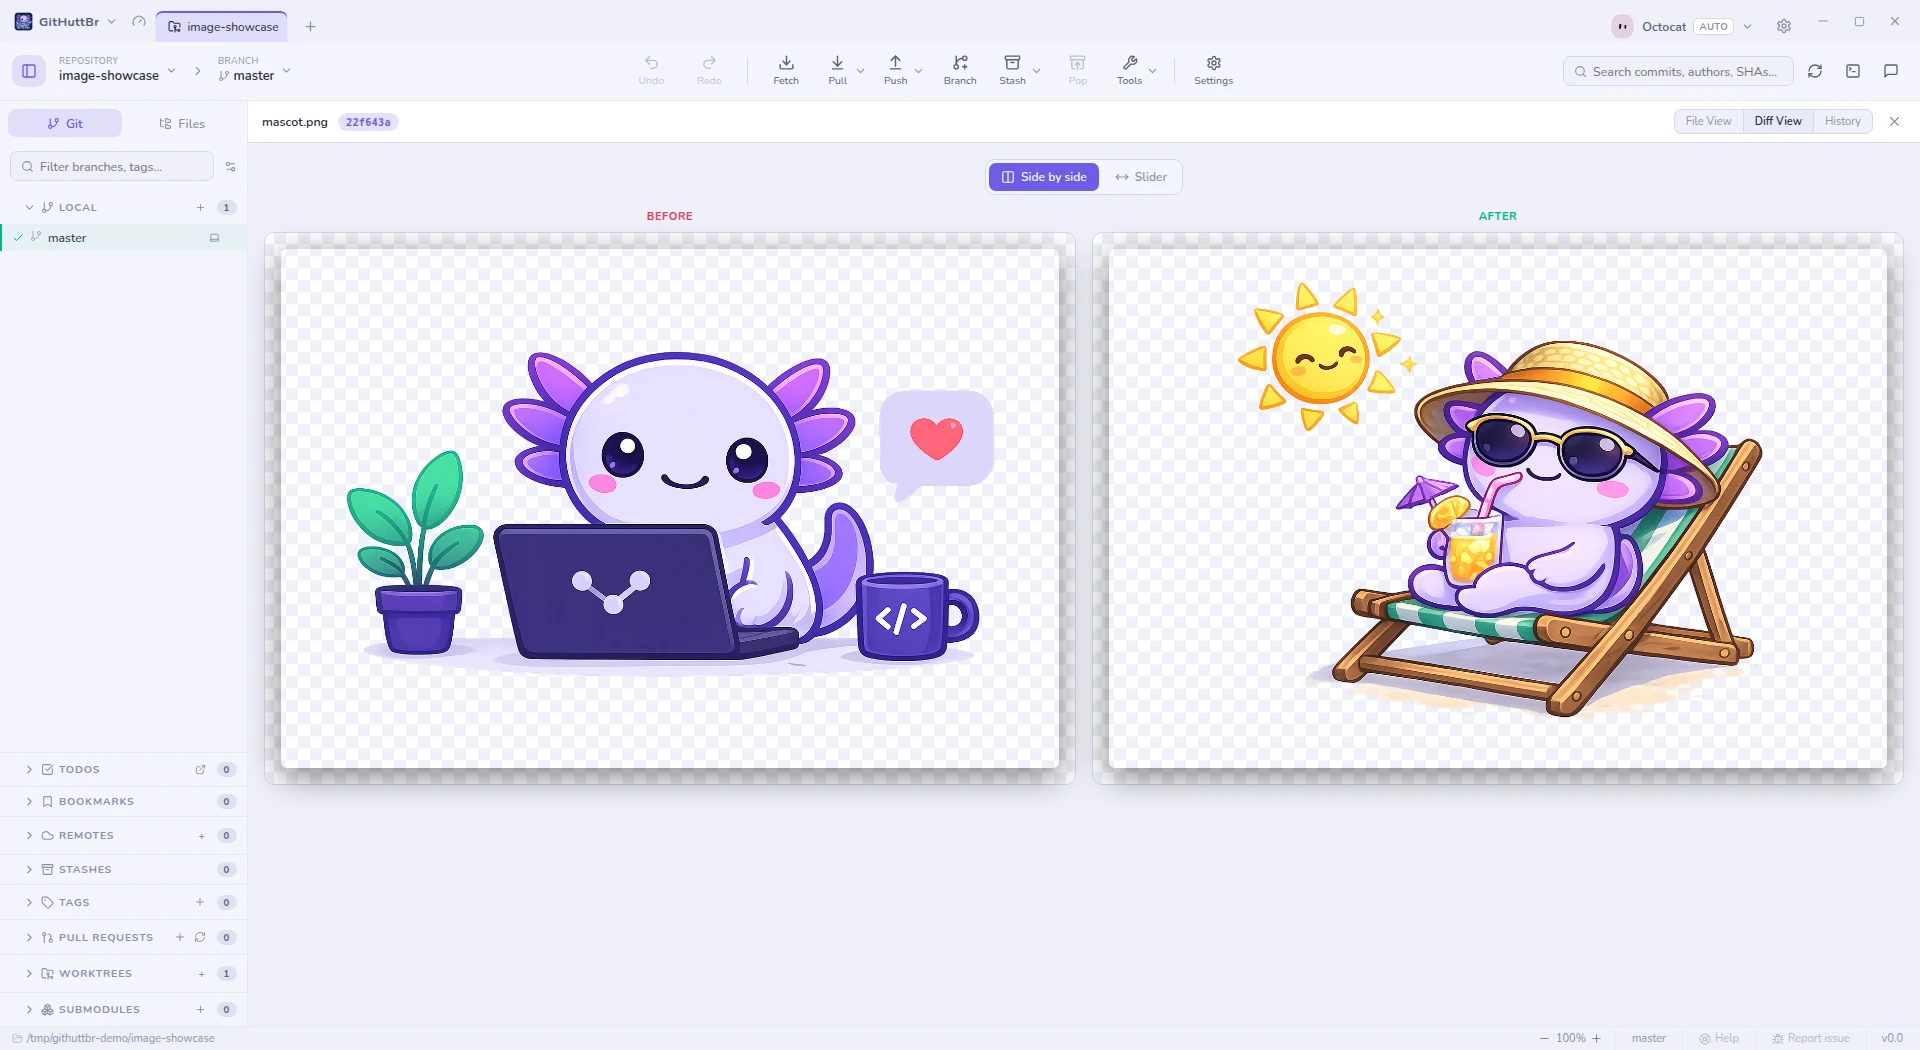 GitHuttBr
image-showcase
Octocat AUTO
REPOSITORY
image-showcase
BRANCH
master
Undo
Redo
Fetch
Pull
Push
Branch
Stash
Pop
Tools
Settings
Search commits, authors, SHAs...
Git
Files
mascot.png 22f643a
File View
Diff View
History
Filter branches, tags...
Side by side
Slider
LOCAL 1
master
BEFORE
AFTER
</>
TODOS 0
BOOKMARKS 0
REMOTES 0
STASHES 0
TAGS 0
PULL REQUESTS 0
WORKTREES 1
SUBMODULES 0
/tmp/githuttbr-demo/image-showcase
100%
master
Help
Report issue
v0.0